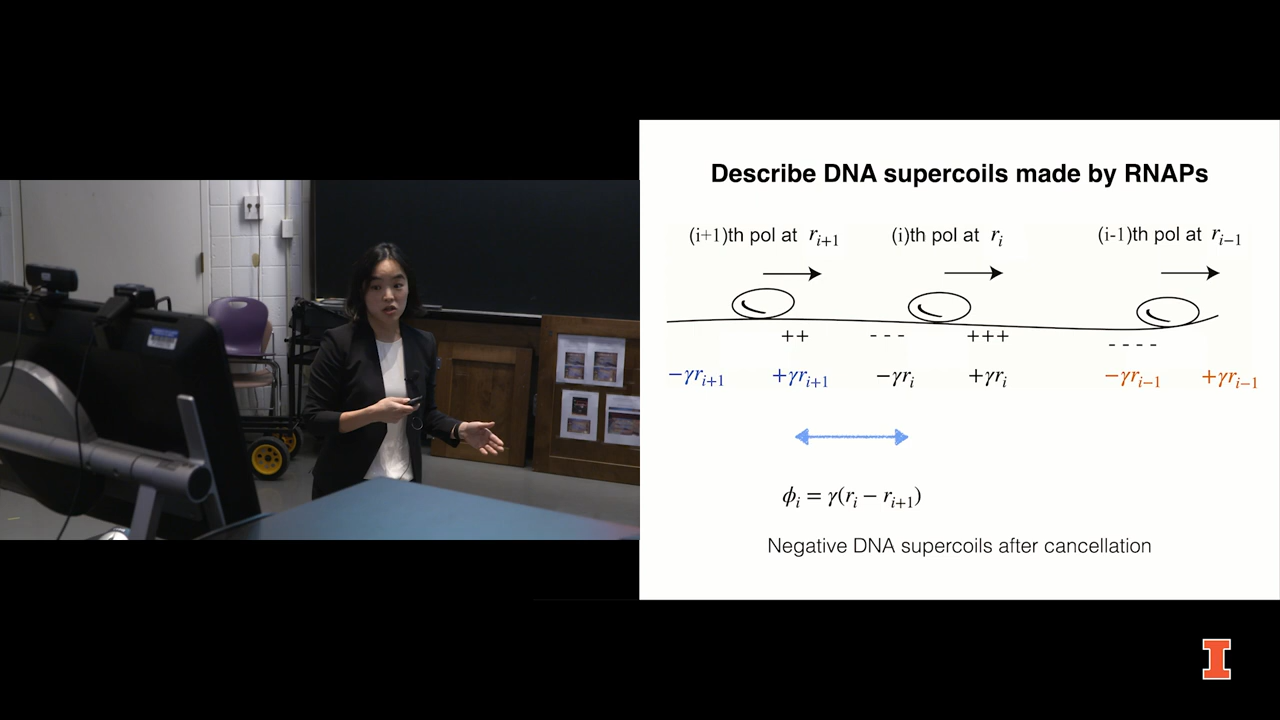 Describe DNA supercoils made by RNAPs
(i+1)th pol at r_{i+1} (i)th pol at r_i (i-1)th pol at r_{i−1}
++ --- +++ ----
−γr_{i+1} +γr_{i+1} −γr_i +γr_i −γr_{i−1} +γr_{i−1}
ϕ_i = γ(r_i − r_{i+1})
Negative DNA supercoils after cancellation
I